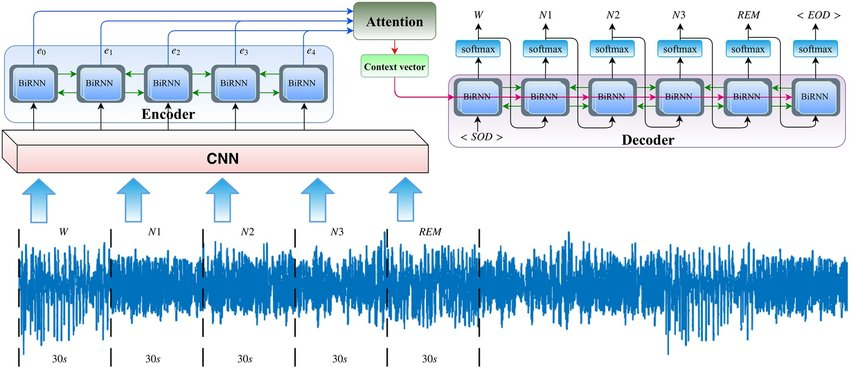 W N1 N2 N3 REM < EOD >
Attention
softmax softmax softmax softmax softmax softmax
e0 e1 e2 e3 e4
Context vector
BiRNN BiRNN BiRNN BiRNN BiRNN
BiRNN BiRNN BiRNN BiRNN BiRNN BiRNN
Encoder
< SOD > Decoder
CNN
W N1 N2 N3 REM
30s 30s 30s 30s 30s